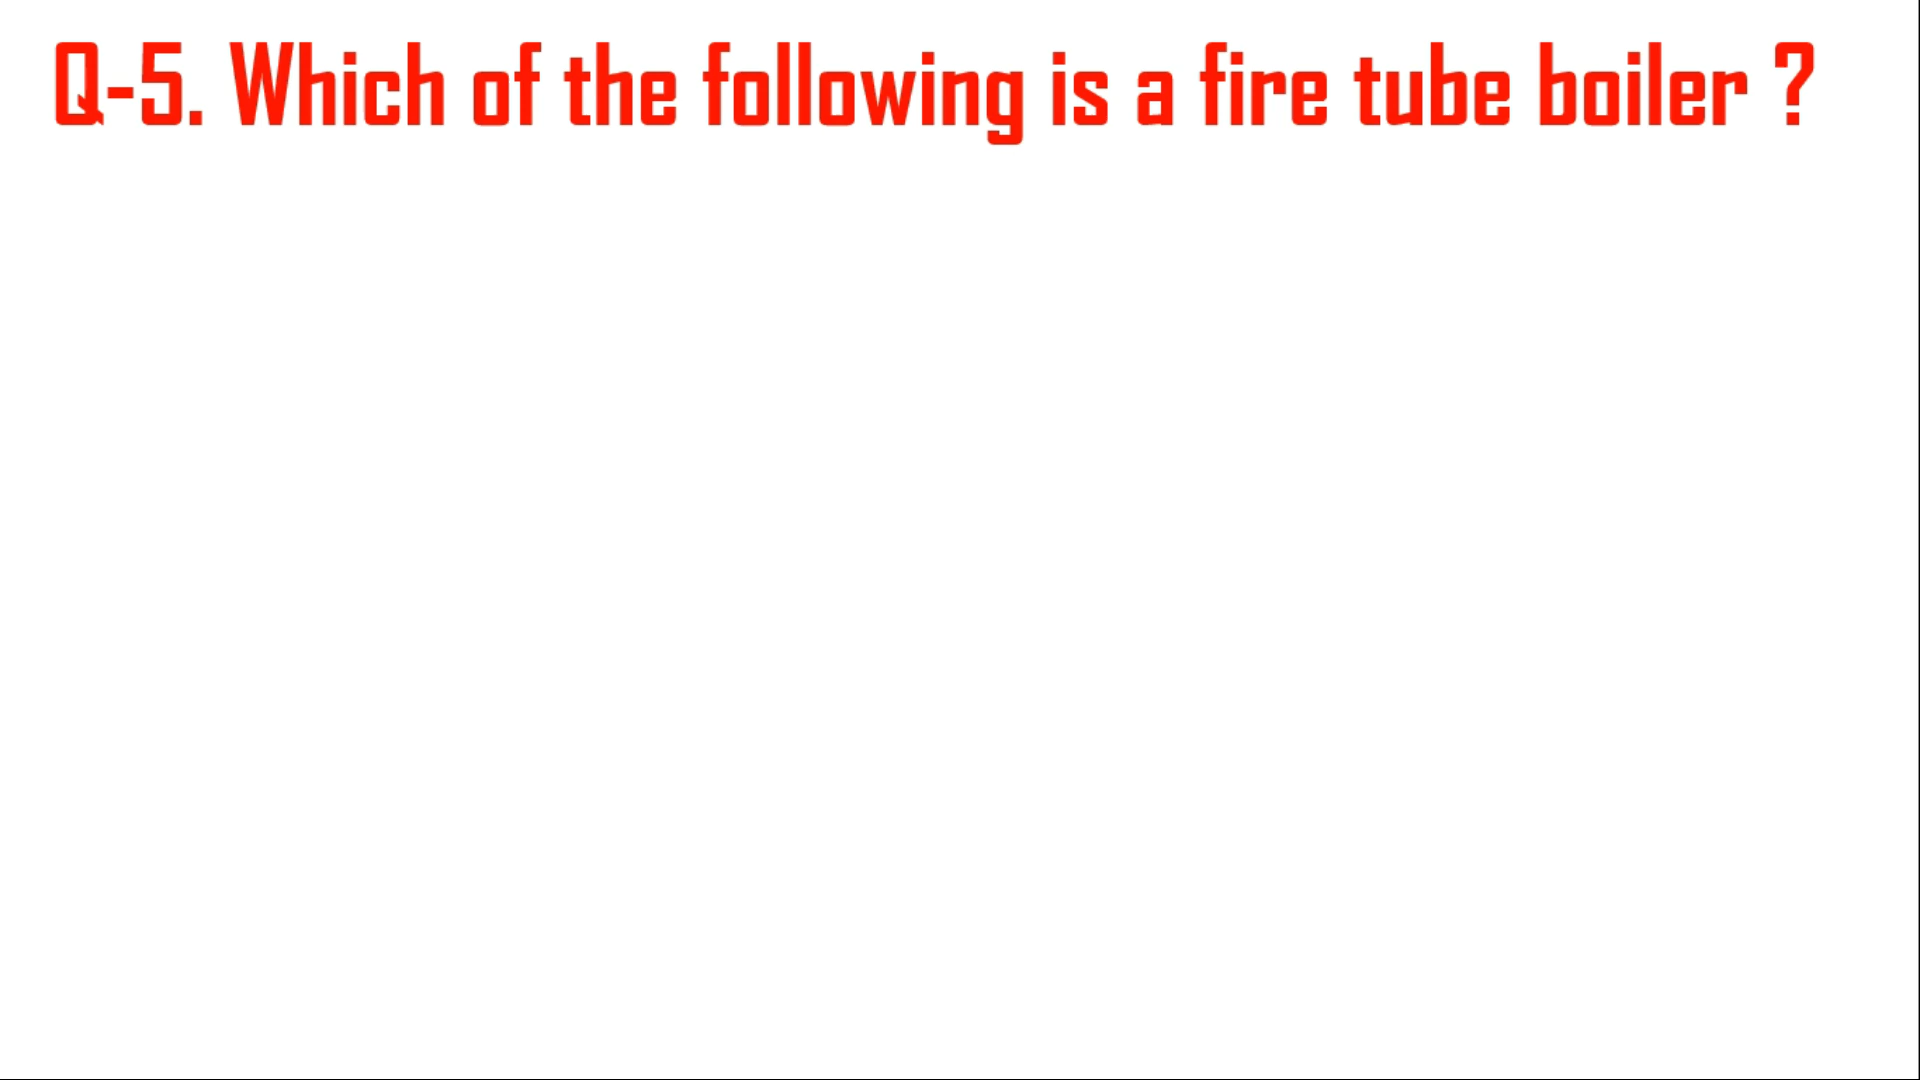 Q-5. Which of the following is a fire tube boiler ?